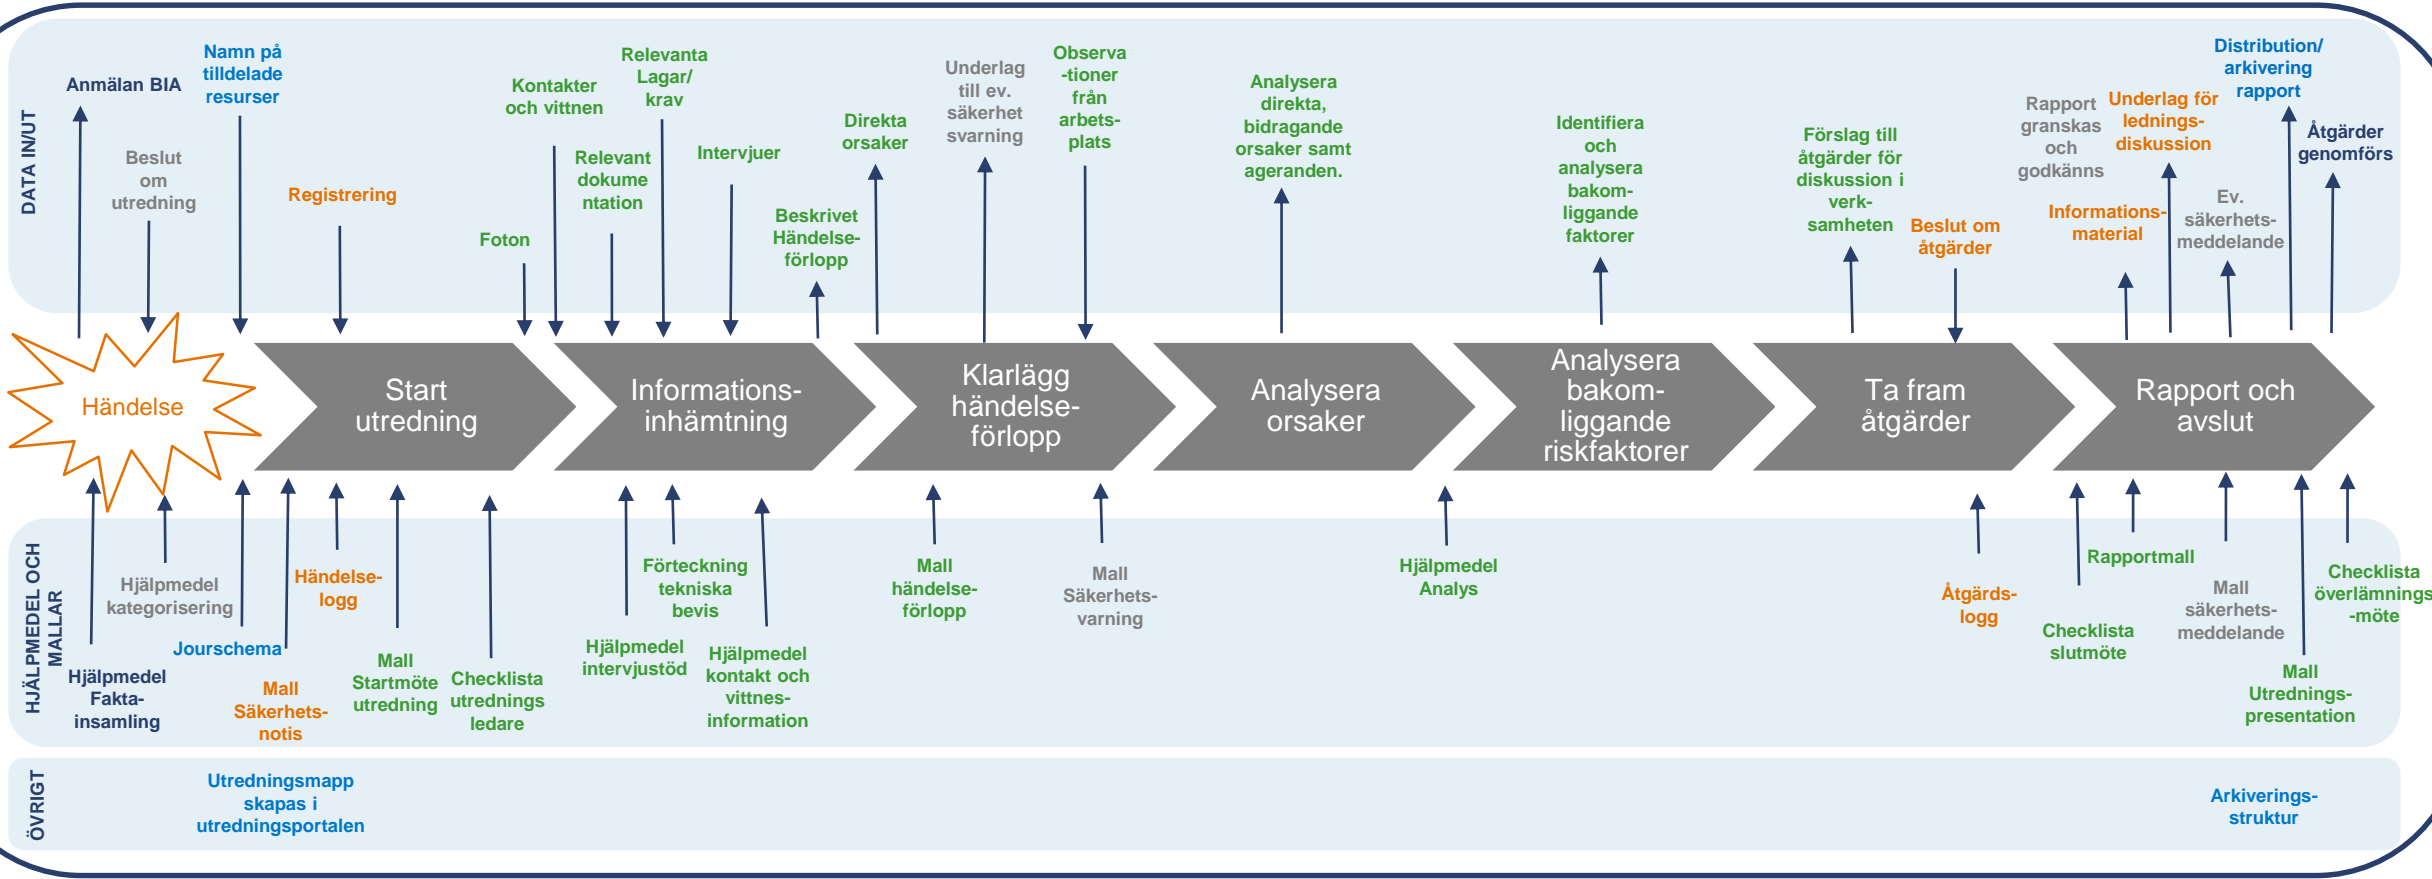 DATA IN/UT
Anmälan BIA
Beslut
om
utredning
Namn på
tilldelade
resurser
Registrering
Foton
Kontakter
och vittnen
Relevant
dokume
ntation
Relevanta
Lagar/
krav
Intervjuer
Beskrivet
Händelse-
förlopp
Direkta
orsaker
Underlag
till ev.
säkerhet
svarning
Observa
-tioner
från
arbets-
plats
Analysera
direkta,
bidragande
orsaker samt
ageranden.
Identifiera
och
analysera
bakom-
liggande
faktorer
Förslag till
åtgärder för
diskussion i
verk-
samheten
Beslut om
åtgärder
Rapport
granskas
och
godkänns
Informations-
material
Underlag för
lednings-
diskussion
Ev.
säkerhets-
meddelande
Distribution/
arkivering
rapport
Åtgärder
genomförs
Händelse
Start
utredning
Informations-
inhämtning
Klarlägg
händelse-
förlopp
Analysera
orsaker
Analysera
bakom-
liggande
riskfaktorer
Ta fram
åtgärder
Rapport och
avslut
HJÄLPMEDEL OCH
MALLAR
Hjälpmedel
Fakta-
insamling
Hjälpmedel
kategorisering
Jourschema
Mall
Säkerhets-
notis
Händelse-
logg
Mall
Startmöte
utredning
Checklista
utrednings
ledare
Hjälpmedel
intervjustöd
Förteckning
tekniska
bevis
Hjälpmedel
kontakt och
vittnes-
information
Mall
händelse-
förlopp
Mall
Säkerhets-
varning
Hjälpmedel
Analys
Åtgärds-
logg
Checklista
slutmöte
Rapportmall
Mall
säkerhets-
meddelande
Mall
Utrednings-
presentation
Checklista
överlämnings
-möte
ÖVRIGT
Utredningsmapp
skapas i
utredningsportalen
Arkiverings-
struktur